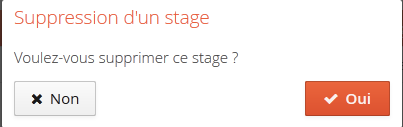 Suppression d'un stage
Voulez-vous supprimer ce stage ?
✖ Non
✔ Oui